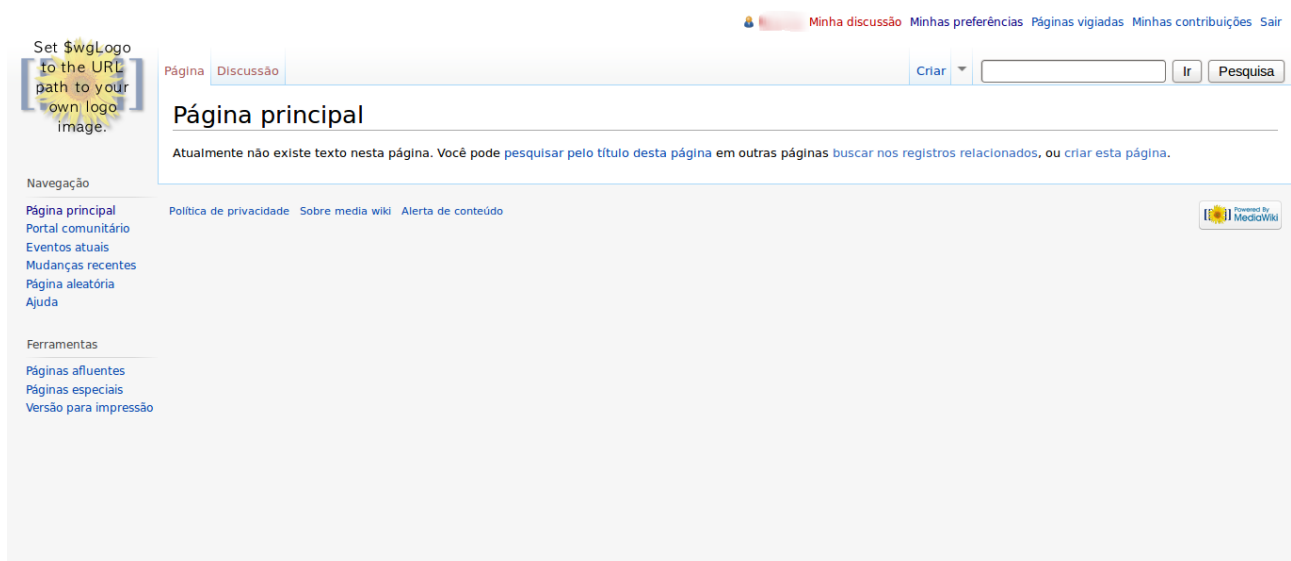 Minha discussão Minhas preferências Páginas vigiadas Minhas contribuições Sair
Set $wgLogo
to the URL
path to your
own logo
image.
Página Discussão Criar Ir Pesquisa
Página principal
Atualmente não existe texto nesta página. Você pode pesquisar pelo título desta página em outras páginas buscar nos registros relacionados, ou criar esta página.
Navegação
Página principal
Portal comunitário
Eventos atuais
Mudanças recentes
Página aleatória
Ajuda
Ferramentas
Páginas afluentes
Páginas especiais
Versão para impressão
Política de privacidade Sobre media wiki Alerta de conteúdo
Powered By
MediaWiki